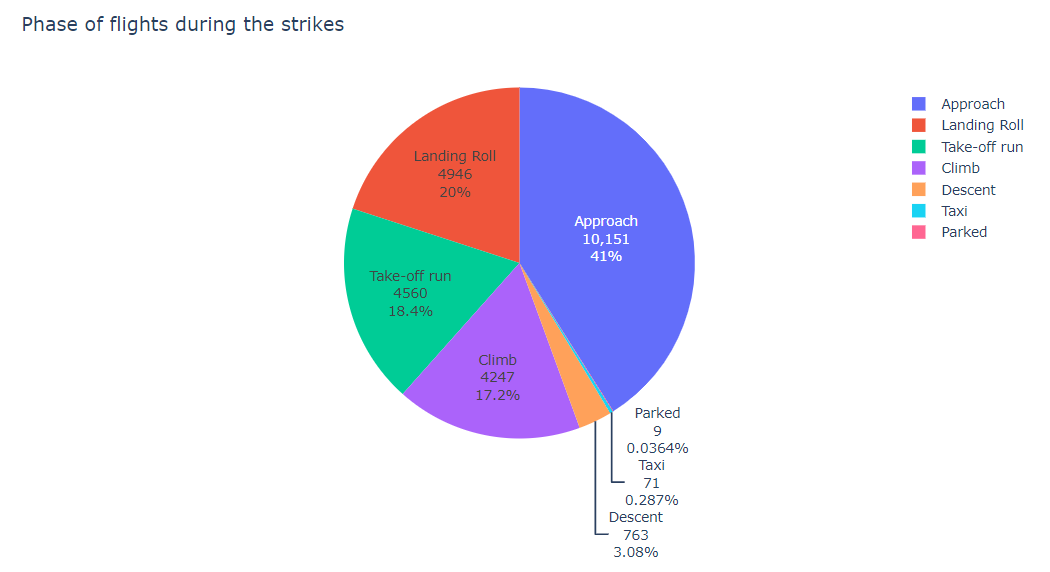 Phase of flights during the strikes
Approach
Landing Roll
Take-off run
Climb
Descent
Taxi
Parked
Landing Roll
4946
20%
Approach
10,151
41%
Take-off run
4560
18.4%
Climb
4247
17.2%
Parked
9
0.0364%
Taxi
71
0.287%
Descent
763
3.08%